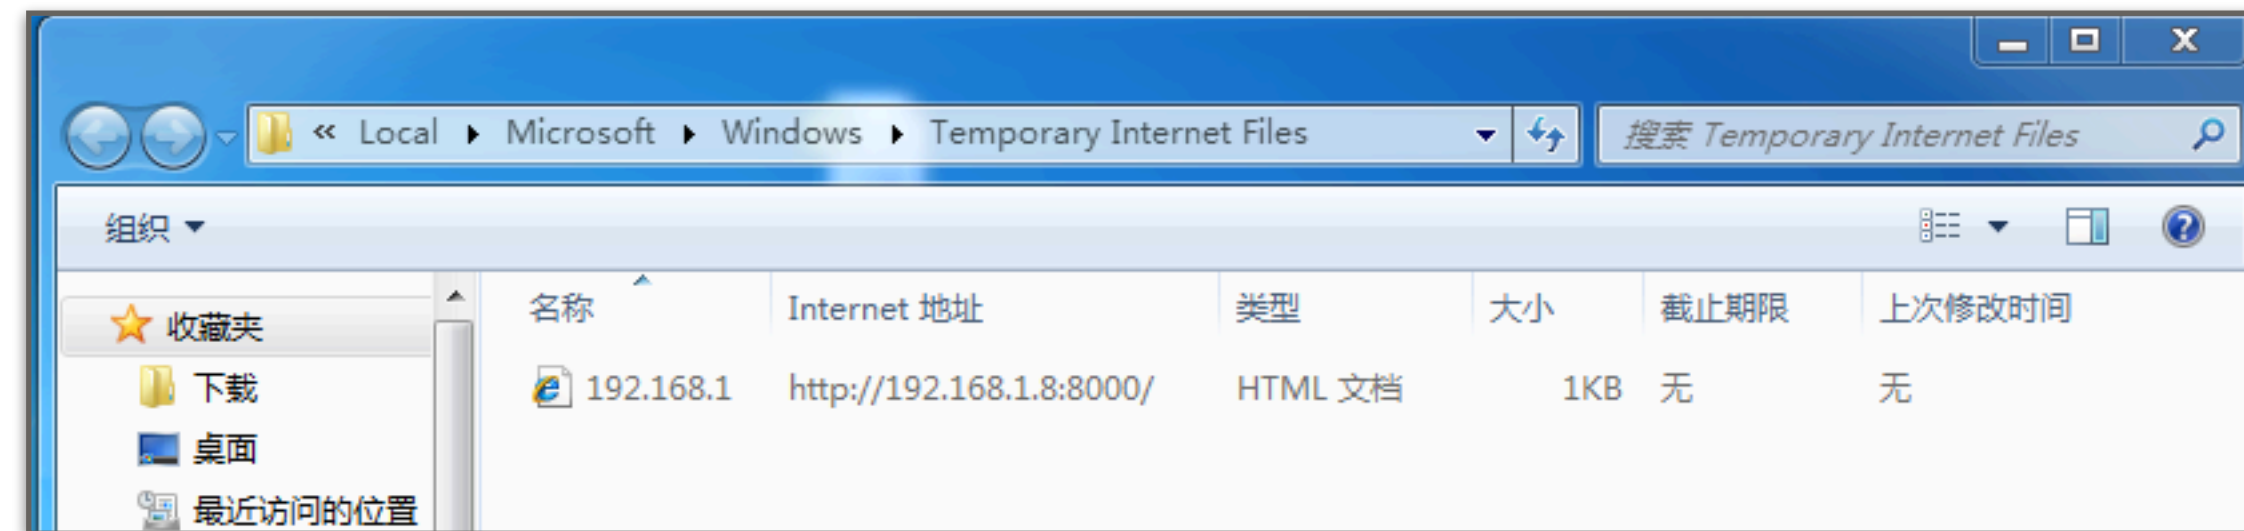 « Local Microsoft Windows Temporary Internet Files 搜索 Temporary Internet Files
组织
收藏夹 名称 Internet 地址 类型 大小 截止期限 上次修改时间
下载 192.168.1 http://192.168.1.8:8000/ HTML 文档 1KB 无 无
桌面
最近访问的位置